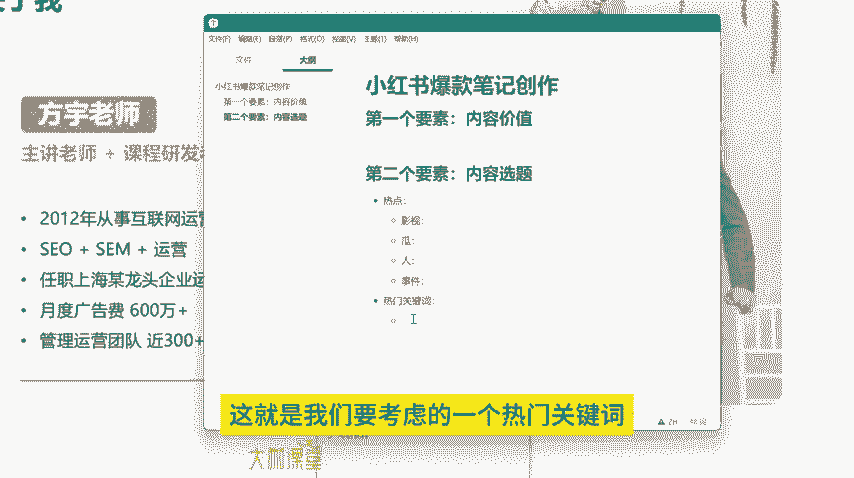 方宇老师
主讲老师 + 课程研发
• 2012年从事互联网运营
• SEO + SEM + 运营
• 任职上海某龙头企业运
• 月度广告费 600万+
• 管理运营团队 近300+
文件(F) 编辑(E) 段落(P) 格式(O) 视图(V) 主题(T) 帮助(H)
文件 大纲
小红书爆款笔记创作
第一个要素：内容价值
第二个要素：内容选题
小红书爆款笔记创作
第一个要素：内容价值
第二个要素：内容选题
• 热点：
○ 影视：
○ 瓜：
○ 人：
○ 事件：
• 热门关键词：
这就是我们要考虑的一个热门关键词
大师课堂